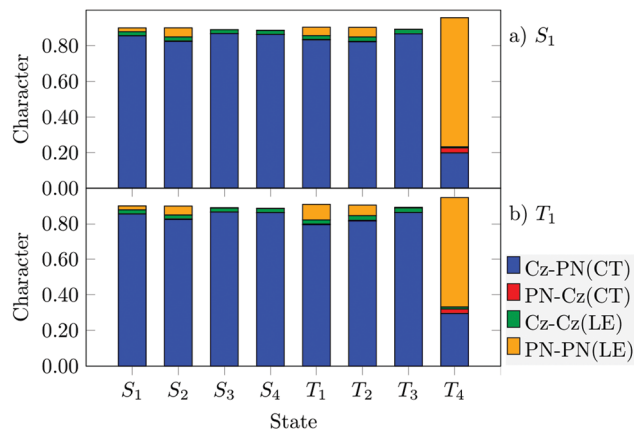 0.80
0.60
0.40
0.20
0.00
Character
a) S1
0.80
0.60
0.40
0.20
0.00
Character
b) T1
Cz-PN(CT)
PN-Cz(CT)
Cz-Cz(LE)
PN-PN(LE)
S1 S2 S3 S4 T1 T2 T3 T4
State